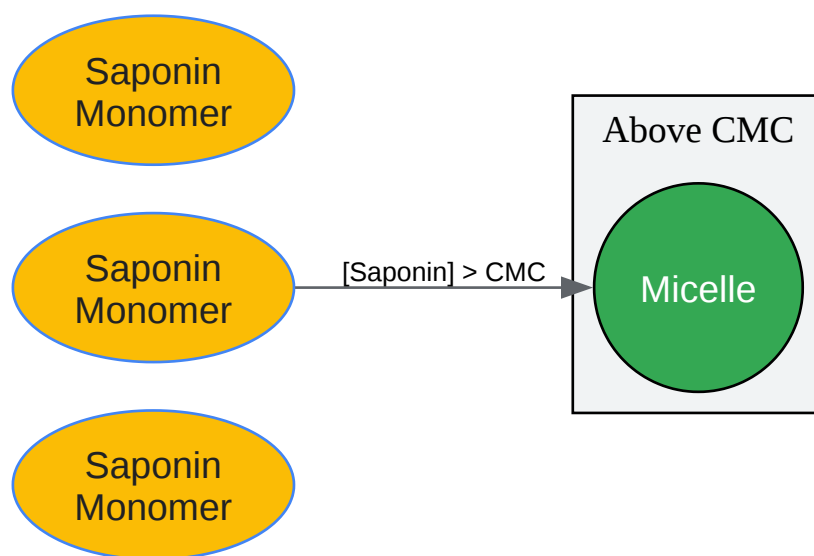 Saponin
Monomer
Above CMC
Saponin
Monomer
[Saponin] > CMC
Micelle
Saponin
Monomer